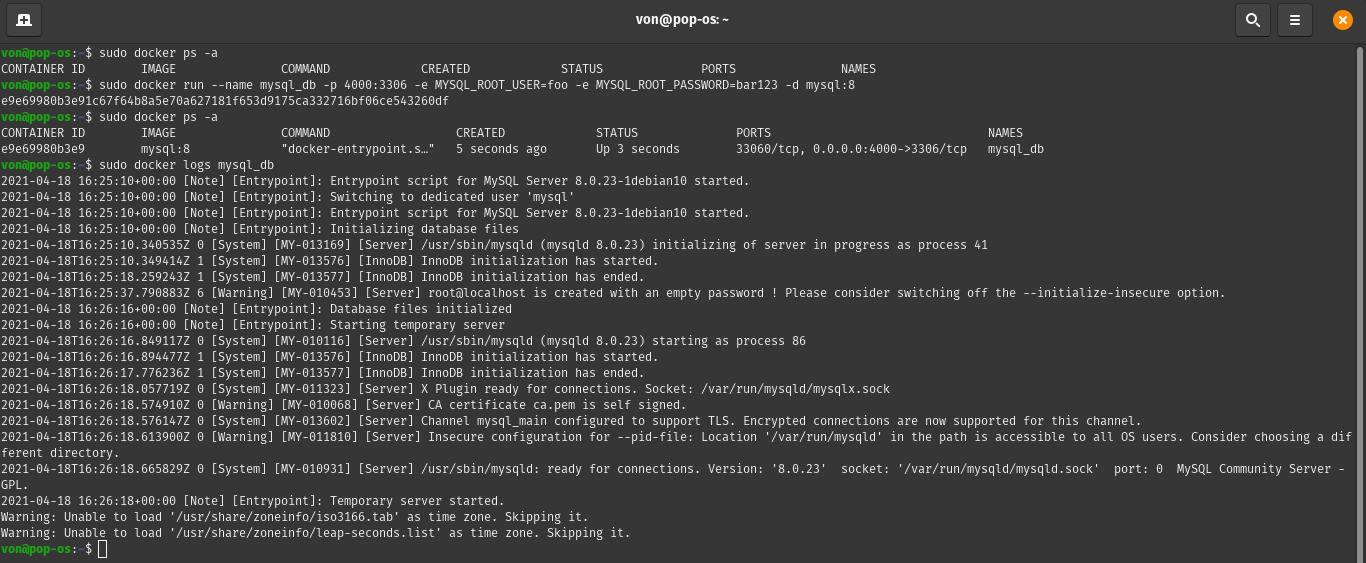 von@pop-os: ~
von@pop-os:~$ sudo docker ps -a
CONTAINER ID        IMAGE               COMMAND             CREATED             STATUS              PORTS               NAMES
von@pop-os:~$ sudo docker run --name mysql_db -p 4000:3306 -e MYSQL_ROOT_USER=foo -e MYSQL_ROOT_PASSWORD=bar123 -d mysql:8
e9e69980b3e91c67f64b8a5e70a627181f653d9175ca332716bf06ce543260df
von@pop-os:~$ sudo docker ps -a
CONTAINER ID        IMAGE               COMMAND                  CREATED             STATUS              PORTS                               NAMES
e9e69980b3e9        mysql:8             "docker-entrypoint.s…"   5 seconds ago       Up 3 seconds        33060/tcp, 0.0.0.0:4000->3306/tcp   mysql_db
von@pop-os:~$ sudo docker logs mysql_db
2021-04-18 16:25:10+00:00 [Note] [Entrypoint]: Entrypoint script for MySQL Server 8.0.23-1debian10 started.
2021-04-18 16:25:10+00:00 [Note] [Entrypoint]: Switching to dedicated user 'mysql'
2021-04-18 16:25:10+00:00 [Note] [Entrypoint]: Entrypoint script for MySQL Server 8.0.23-1debian10 started.
2021-04-18 16:25:10+00:00 [Note] [Entrypoint]: Initializing database files
2021-04-18T16:25:10.340535Z 0 [System] [MY-013169] [Server] /usr/sbin/mysqld (mysqld 8.0.23) initializing of server in progress as process 41
2021-04-18T16:25:10.349414Z 1 [System] [MY-013576] [InnoDB] InnoDB initialization has started.
2021-04-18T16:25:18.259243Z 1 [System] [MY-013577] [InnoDB] InnoDB initialization has ended.
2021-04-18T16:25:37.790883Z 6 [Warning] [MY-010453] [Server] root@localhost is created with an empty password ! Please consider switching off the --initialize-insecure option.
2021-04-18 16:26:16+00:00 [Note] [Entrypoint]: Database files initialized
2021-04-18 16:26:16+00:00 [Note] [Entrypoint]: Starting temporary server
2021-04-18T16:26:16.849117Z 0 [System] [MY-010116] [Server] /usr/sbin/mysqld (mysqld 8.0.23) starting as process 86
2021-04-18T16:26:16.894477Z 1 [System] [MY-013576] [InnoDB] InnoDB initialization has started.
2021-04-18T16:26:17.776236Z 1 [System] [MY-013577] [InnoDB] InnoDB initialization has ended.
2021-04-18T16:26:18.057719Z 0 [System] [MY-011323] [Server] X Plugin ready for connections. Socket: /var/run/mysqld/mysqlx.sock
2021-04-18T16:26:18.574910Z 0 [Warning] [MY-010068] [Server] CA certificate ca.pem is self signed.
2021-04-18T16:26:18.576147Z 0 [System] [MY-013602] [Server] Channel mysql_main configured to support TLS. Encrypted connections are now supported for this channel.
2021-04-18T16:26:18.613900Z 0 [Warning] [MY-011810] [Server] Insecure configuration for --pid-file: Location '/var/run/mysqld' in the path is accessible to all OS users. Consider choosing a dif
ferent directory.
2021-04-18T16:26:18.665829Z 0 [System] [MY-010931] [Server] /usr/sbin/mysqld: ready for connections. Version: '8.0.23'  socket: '/var/run/mysqld/mysqld.sock'  port: 0  MySQL Community Server -
GPL.
2021-04-18 16:26:18+00:00 [Note] [Entrypoint]: Temporary server started.
Warning: Unable to load '/usr/share/zoneinfo/iso3166.tab' as time zone. Skipping it.
Warning: Unable to load '/usr/share/zoneinfo/leap-seconds.list' as time zone. Skipping it.
von@pop-os:~$